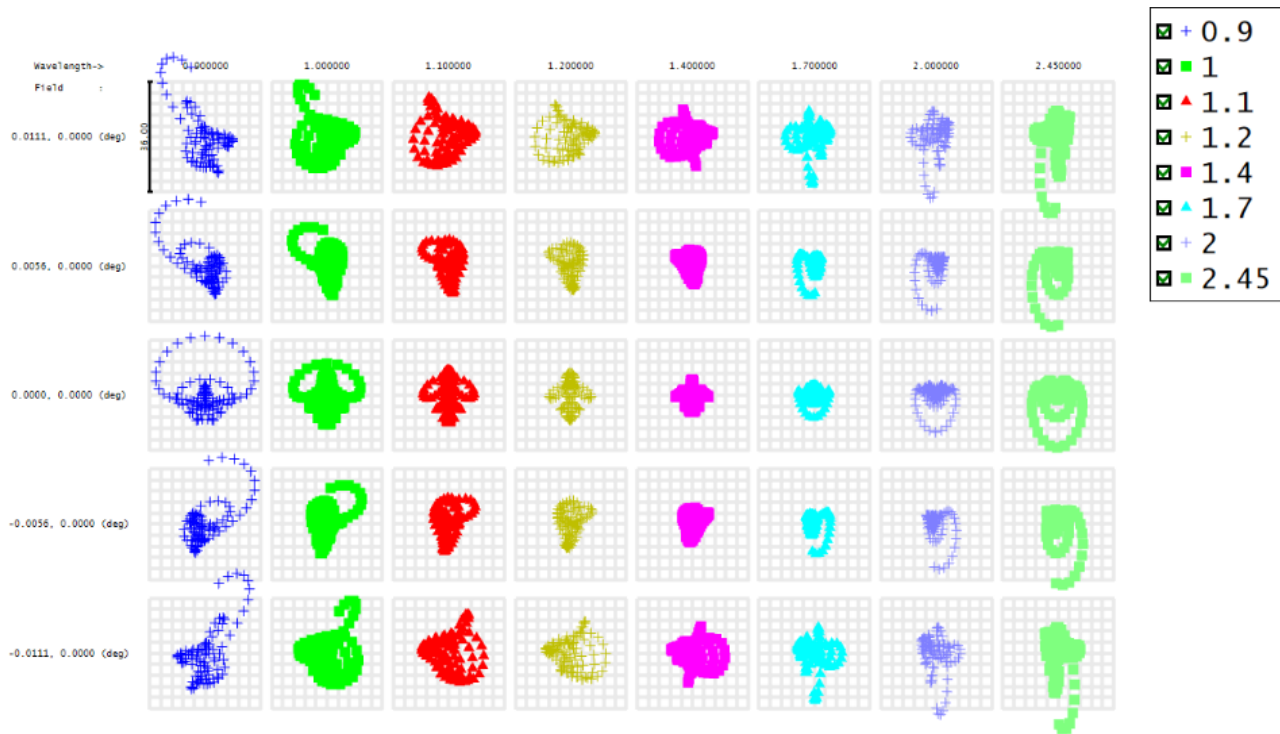 Wavelength-> 0.900000 1.000000 1.100000 1.200000 1.400000 1.700000 2.000000 2.450000
Field :
0.0111, 0.0000 (deg)
36.00
0.0056, 0.0000 (deg)
0.0000, 0.0000 (deg)
-0.0056, 0.0000 (deg)
-0.0111, 0.0000 (deg)
0.9
1
1.1
1.2
1.4
1.7
2
2.45